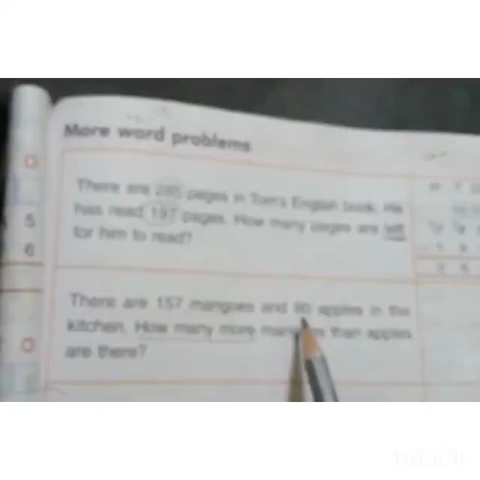 More word problems
There are 285 pages in Tom's English book. He
has read 197 pages. How many pages are left
for him to read?
There are 157 mangoes and 80 apples in the
kitchen. How many more than apples
are there?
5
6